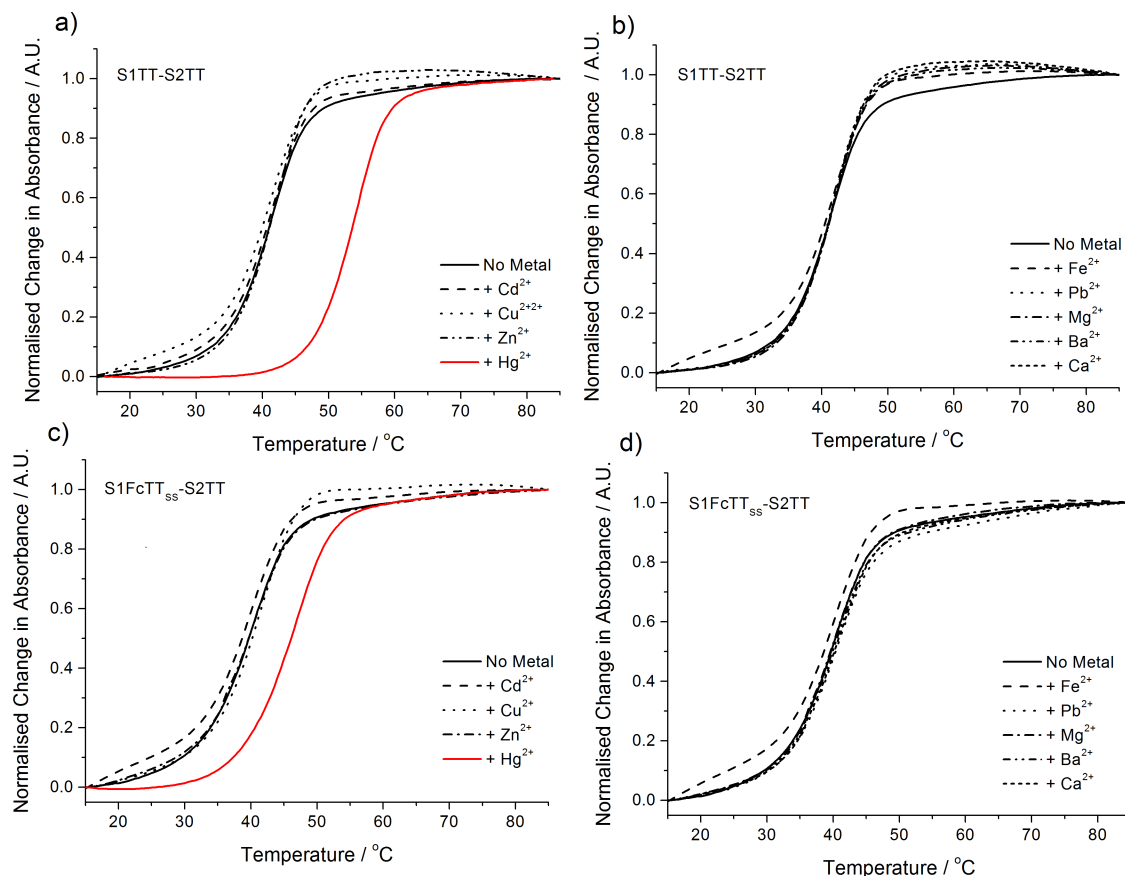 a)
Normalised Change in Absorbance / A.U.
S1TT-S2TT
1.0
0.8
0.6
0.4
0.2
0.0
No Metal
+ Cd2+
+ Cu2+2+
+ Zn2+
+ Hg2+
20 30 40 50 60 70 80
Temperature / °C
b)
Normalised Change in Absorbance / A.U.
S1TT-S2TT
1.0
0.8
0.6
0.4
0.2
0.0
No Metal
+ Fe2+
+ Pb2+
+ Mg2+
+ Ba2+
+ Ca2+
20 30 40 50 60 70 80
Temperature / °C
c)
Normalised Change in Absorbance / A.U.
S1FcTTss-S2TT
1.0
0.8
0.6
0.4
0.2
0.0
No Metal
+ Cd2+
+ Cu2+
+ Zn2+
+ Hg2+
20 30 40 50 60 70 80
Temperature / °C
d)
Normalised Change in Absorbance / A.U.
S1FcTTss-S2TT
1.0
0.8
0.6
0.4
0.2
0.0
No Metal
+ Fe2+
+ Pb2+
+ Mg2+
+ Ba2+
+ Ca2+
20 30 40 50 60 70 80
Temperature / °C